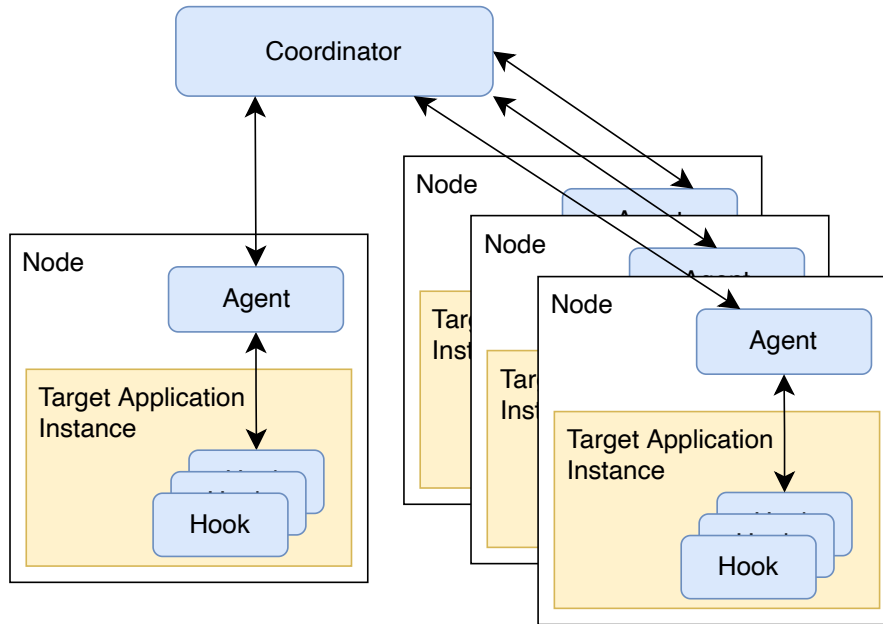 Coordinator
Node
Agent
Target Application
Instance
Hook
Node
Node
Node
Agent
Target Application
Instance
Hook